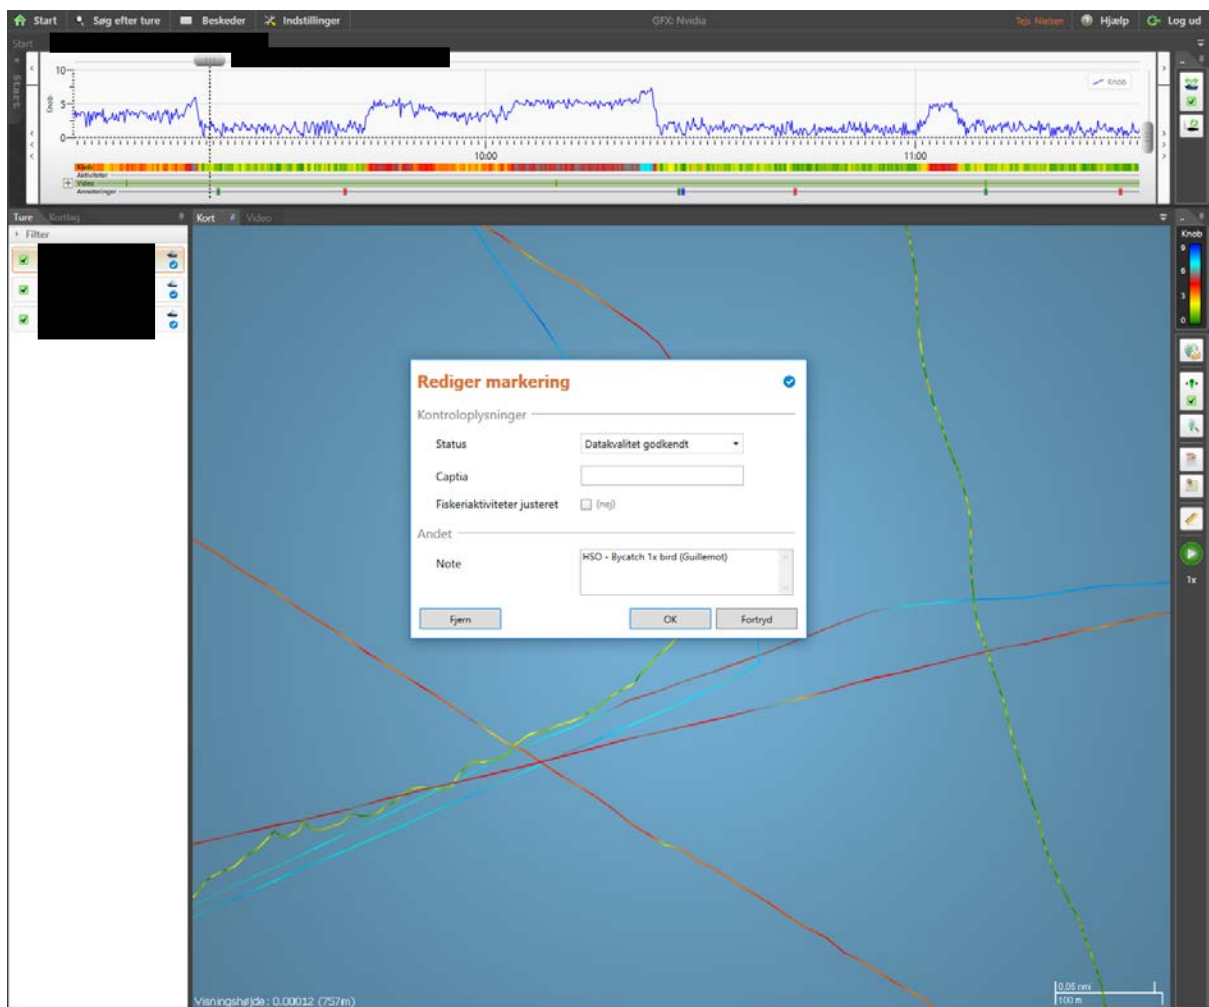 Start Søg efter ture Beskeder Indstillinger GFX: Nvidia Tejs Nielsen Hjælp Log ud
Start
Start
10
5
0
Knob
Knob
10:00 11:00
Knob
Aktiviteter
Video
Annoteringer
Ture Kortlag Kort Video
Filter
Knob
9
6
3
0
1x
Rediger markering
Kontroloplysninger
Status Datakvalitet godkendt
Captia
Fiskeriaktiviteter justeret (nej)
Andet
Note HSO - Bycatch 1x bird (Guillemot)
Fjern OK Fortryd
Visningshøjde: 0.00012 (757m)
0,05 nmi
100 m